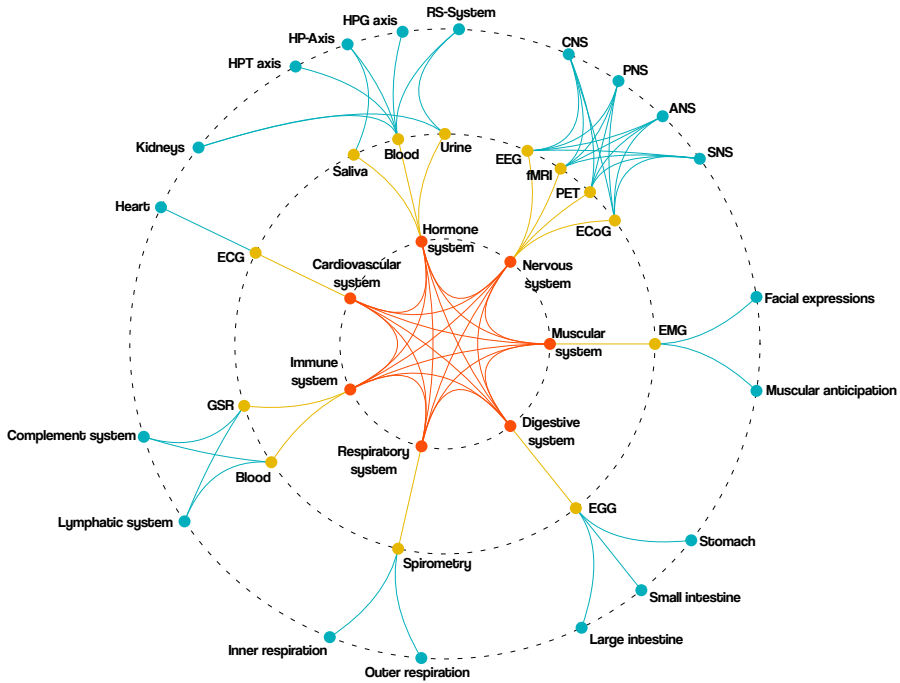 RS-System
HPG axis
HP-Axis
CNS
HPT axis
PNS
ANS
Kidneys
Urine
Blood
SNS
EEG
Saliva
fMRI
PET
Heart
Hormone
system
ECG
ECoG
Cardiovascular
system
Nervous
system
Facial expressions
Muscular
system
EMG
Immune
system
Muscular anticipation
GSR
Digestive
system
Complement system
Respiratory
system
Blood
EGG
Lymphatic system
Stomach
Spirometry
Small intestine
Large intestine
Inner respiration
Outer respiration